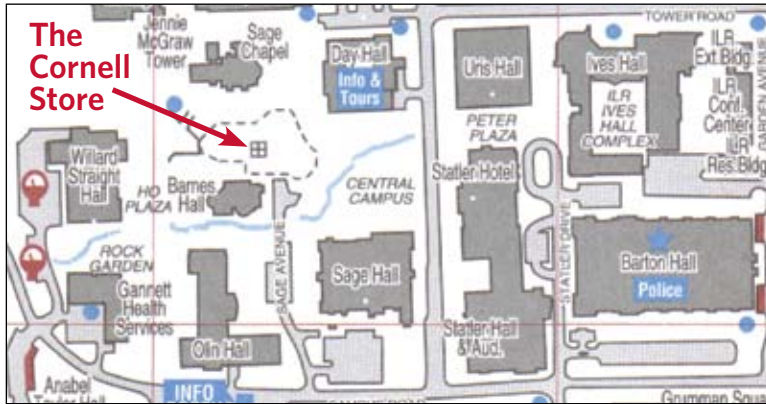 The
Cornell
Store
Jennie
McGraw
Tower
Sage
Chapel
Day Hall
Info &
Tours
Uris Hall
TOWER ROAD
Ives Hall
ILR
Ext. Bldg.
ILR
Conf.
Center
ILR
Res. Bldg.
GARDEN AVENUE
ILR
IVES
HALL
COMPLEX
PETER
PLAZA
Willard
Straight
Hall
HO
PLAZA
Barnes
Hall
CENTRAL
CAMPUS
Statler Hotel
STATLER DRIVE
Barton Hall
Police
ROCK
GARDEN
Gannett
Health
Services
SAGE AVENUE
Sage Hall
Statler Hall
& Aud.
Olin Hall
INFO
Anabel
Taylor Hall
Grumman Squa